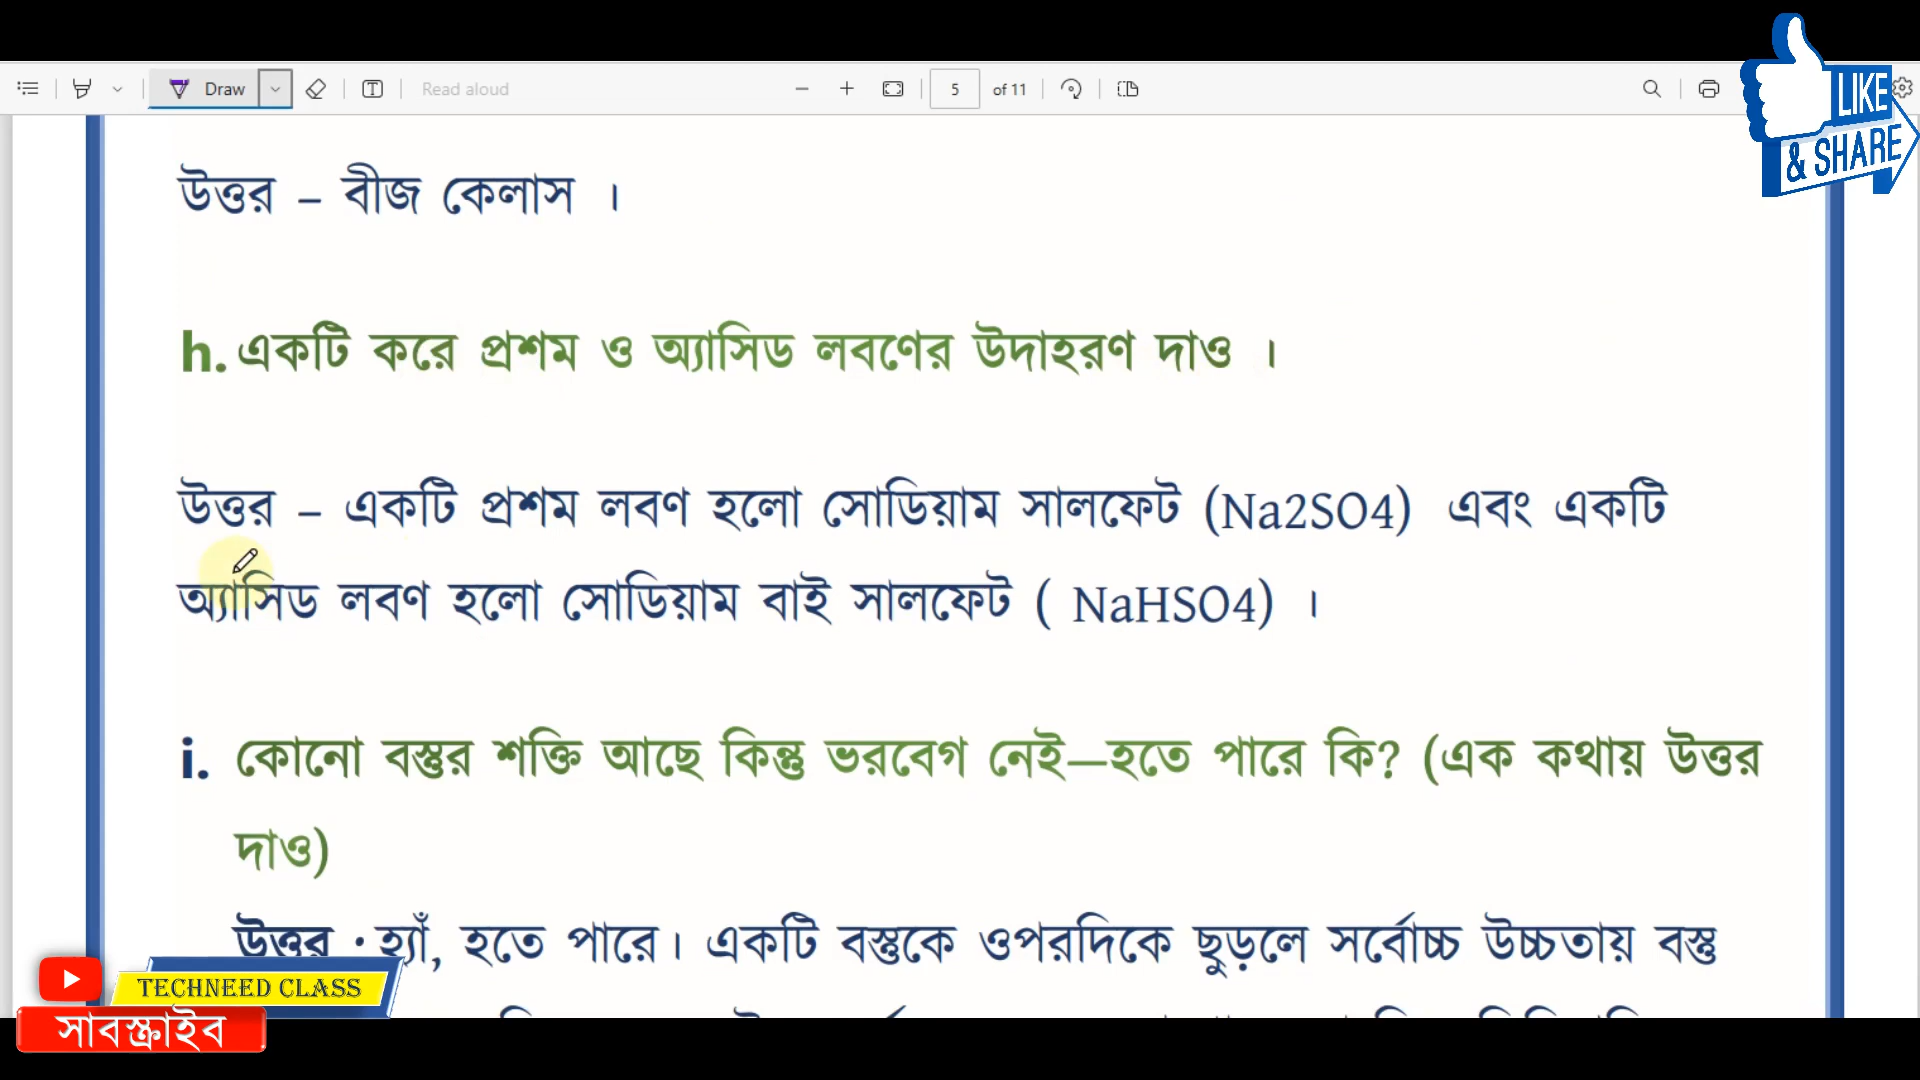 Draw
Read aloud
5 of 11
LIKE
& SHARE
উত্তর – বীজ কেলাস ।
h. একটি করে প্রশম ও অ্যাসিড লবণের উদাহরণ দাও ।
উত্তর – একটি প্রশম লবণ হলো সোডিয়াম সালফেট (Na2SO4) এবং একটি
অ্যাসিড লবণ হলো সোডিয়াম বাই সালফেট ( NaHSO4) ।
i. কোনো বস্তুর শক্তি আছে কিন্তু ভরবেগ নেই—হতে পারে কি? (এক কথায় উত্তর
দাও)
উত্তর : হ্যাঁ, হতে পারে। একটি বস্তুকে ওপরদিকে ছুড়লে সর্বোচ্চ উচ্চতায় বস্তু
TECHNEED CLASS
সাবস্ক্রাইব